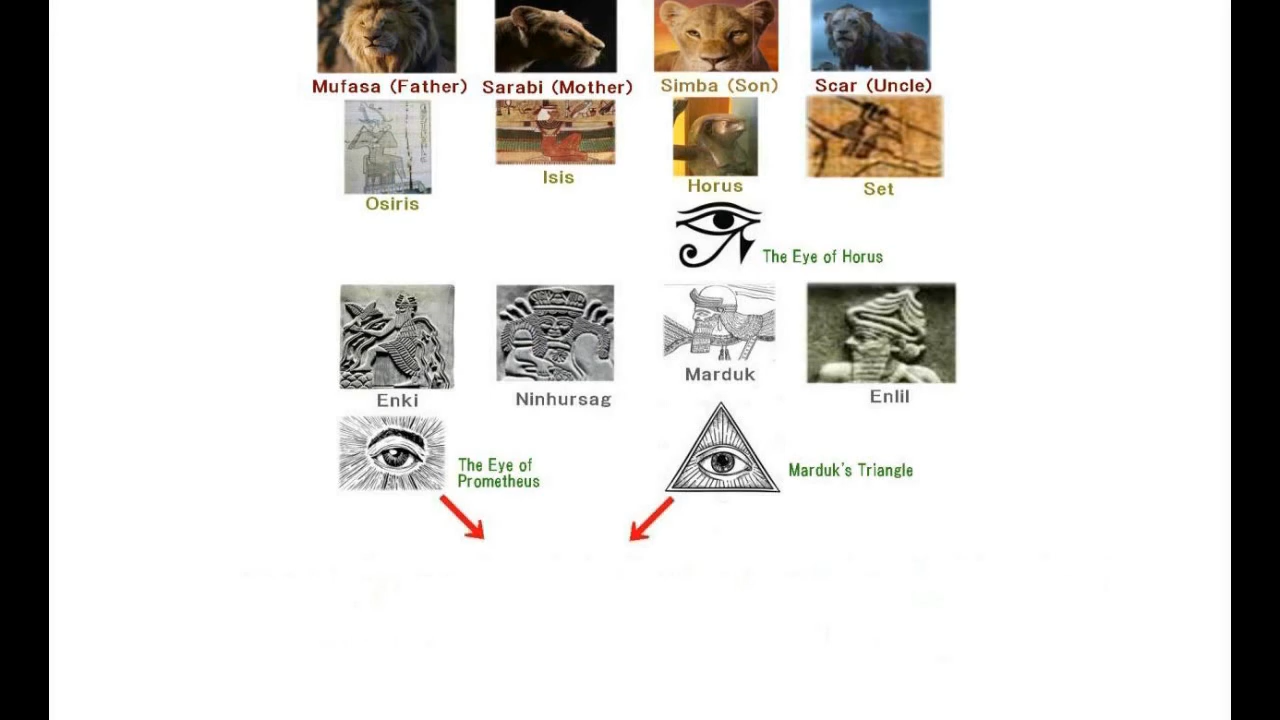 Mufasa (Father)
Sarabi (Mother)
Simba (Son)
Scar (Uncle)
Osiris
Isis
Horus
Set
The Eye of Horus
Enki
Ninhursag
Marduk
Enlil
The Eye of
Prometheus
Marduk's Triangle